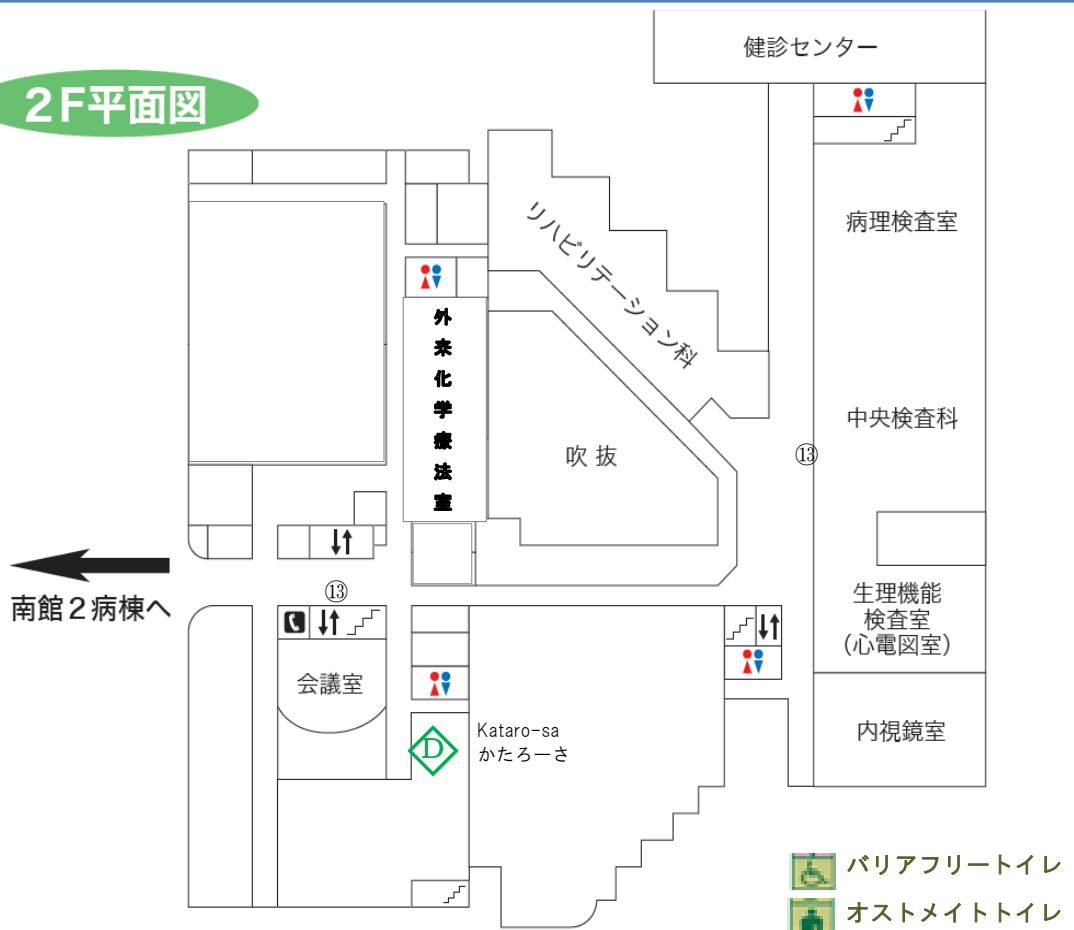 2F平面図
健診センター
病理検査室
リハビリテーション科
外来化学療法室
吹抜
中央検査科
⑬
南館2病棟へ
⑬
生理機能
検査室
(心電図室)
会議室
内視鏡室
D
Kataro-sa
かたろーさ
バリアフリートイレ
オストメイトトイレ